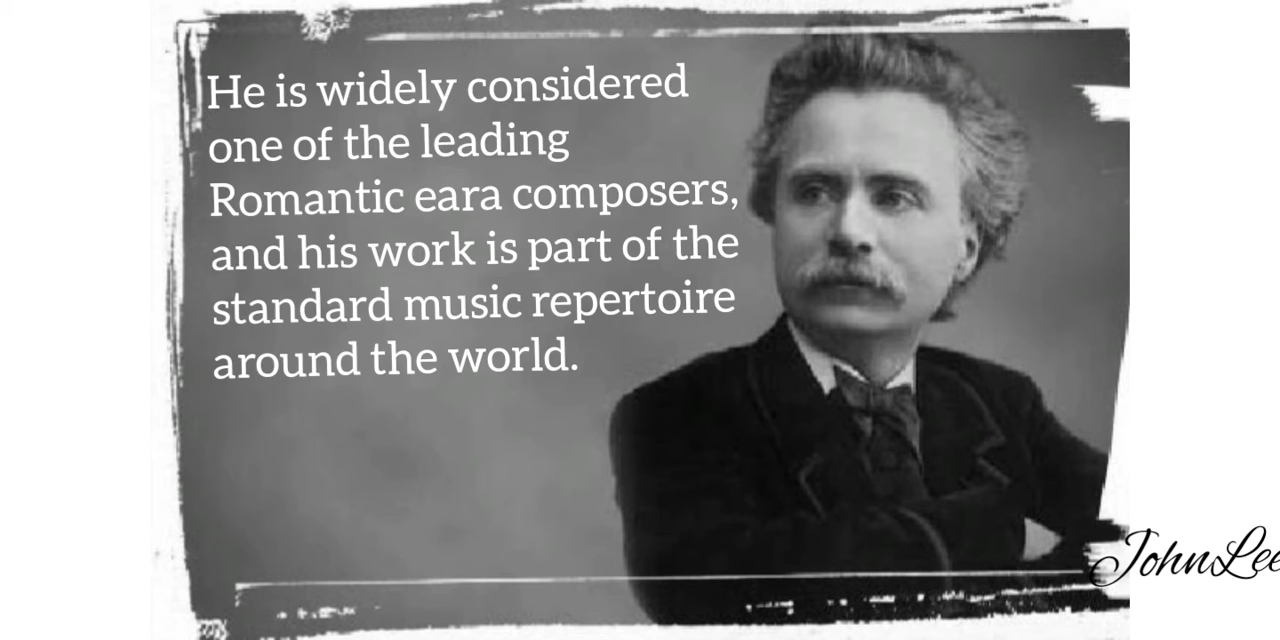 He is widely considered
one of the leading
Romantic eara composers,
and his work is part of the
standard music repertoire
around the world.
JohnLee